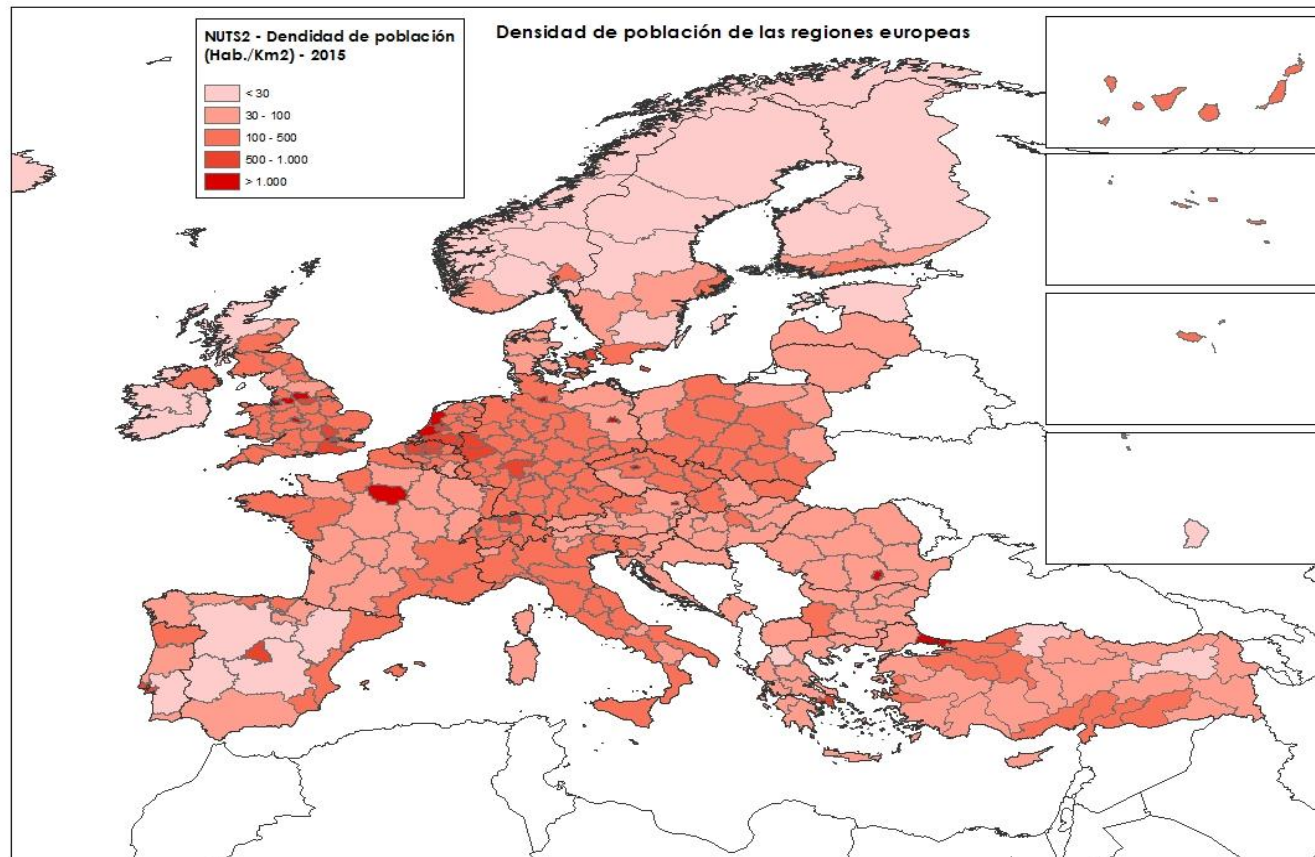 Densidad de población de las regiones europeas
NUTS2 - Dendidad de población
(Hab./Km2) - 2015
< 30
30 - 100
100 - 500
500 - 1.000
> 1.000